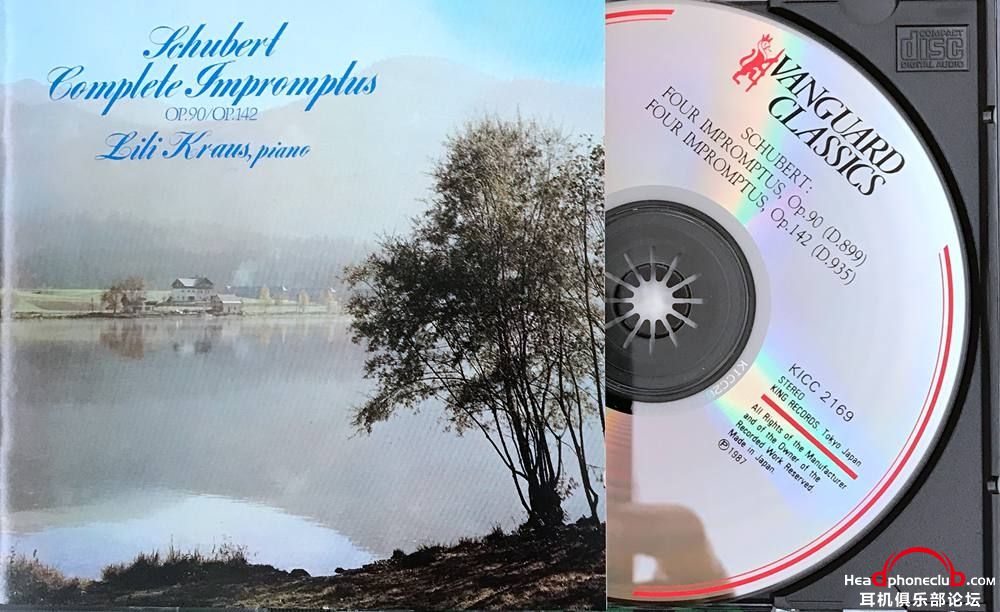 Schubert
Complete Impromptus
OP.90/OP.142
Lili Kraus, piano
COMPACT
disc
DIGITAL AUDIO
VANGUARD
CLASSICS
SCHUBERT:
FOUR IMPROMPTUS, Op.90 (D.899)
FOUR IMPROMPTUS, Op.142 (D.935)
KICC 2169
STEREO
KING RECORDS Tokyo Japan
All Rights of the Manufacturer
and of the Owner of the
Recorded Work Reserved.
Made in Japan
Ⓟ1987
Headphoneclub.com
耳机俱乐部论坛